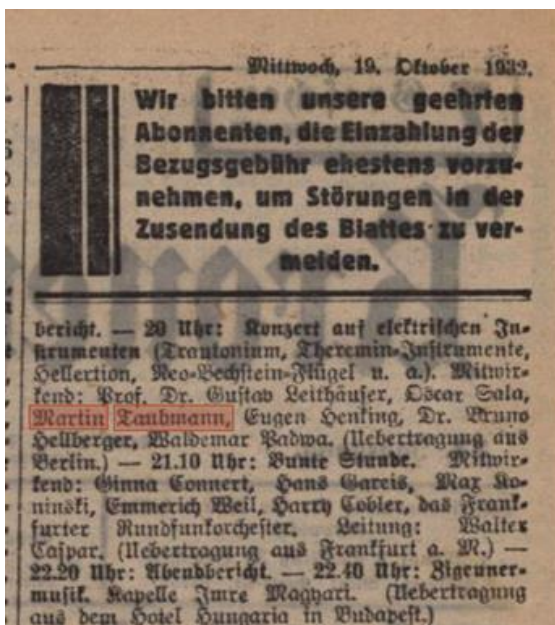 Mittwoch, 19. Oktober 1932.
Wir bitten unsere geehrten
Abonnenten, die Einzahlung der
Bezugsgebühr ehestens vorzu-
nehmen, um Störungen in der
Zusendung des Blattes zu ver-
meiden.
bericht. — 20 Uhr: Konzert auf elektrischen In-
strumenten (Trautonium, Theremin-Instrumente,
Hellertion, Neo-Bechstein-Flügel u. a.). Mitwir-
kend: Prof. Dr. Gustav Leithäuser, Oscar Sala,
Martin Taubmann, Eugen Henking, Dr. Bruno
Hellberger, Waldemar Padwa. (Uebertragung aus
Berlin.) — 21.10 Uhr: Bunte Stunde. Mitwir-
kend: Ginna Connert, Hans Gareis, Max Ko-
ninski, Emmerich Weil, Harry Cobler, das Frank-
furter Rundfunkorchester. Leitung: Walter
Caspar. (Uebertragung aus Frankfurt a. M.) —
22.20 Uhr: Abendbericht. — 22.40 Uhr: Zigeuner-
musik. Kapelle Imre Magyari. (Uebertragung
aus dem Hotel Hungaria in Budapest.)